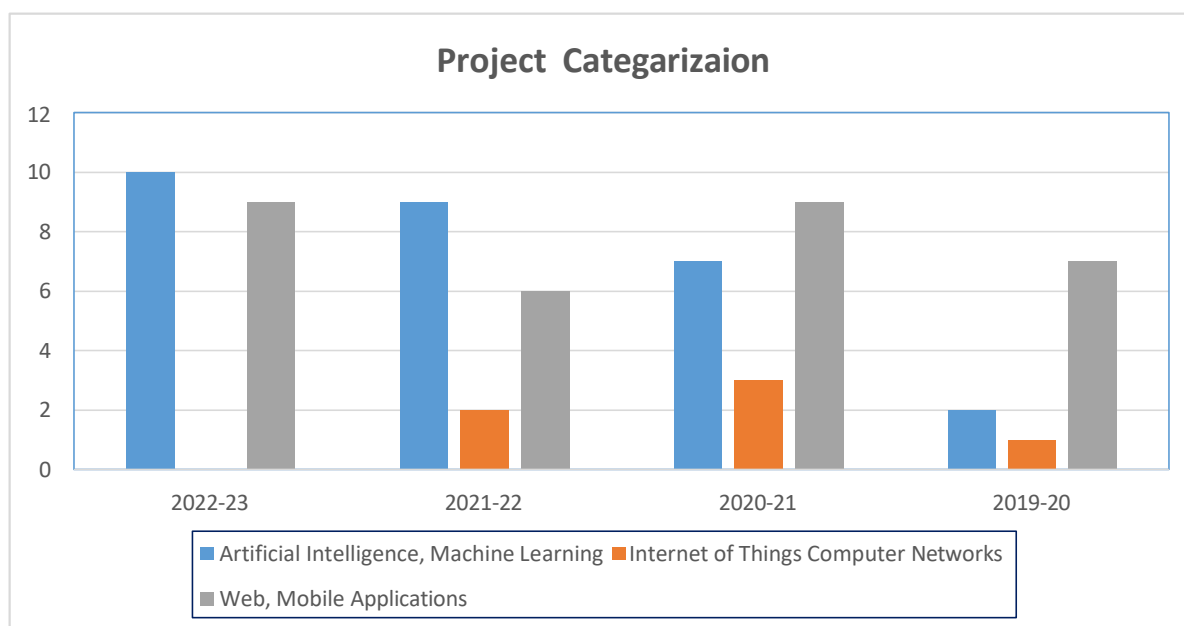 Project Categarizaion
12
10
8
6
4
2
0
2022-23 2021-22 2020-21 2019-20
Artificial Intelligence, Machine Learning Internet of Things Computer Networks
Web, Mobile Applications